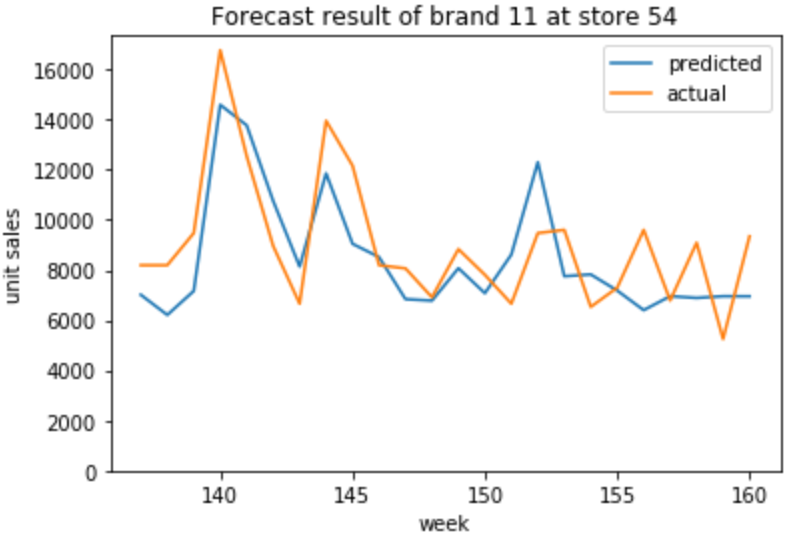 Forecast result of brand 11 at store 54
predicted
actual
unit sales
16000
14000
12000
10000
8000
6000
4000
2000
0
140 145 150 155 160
week